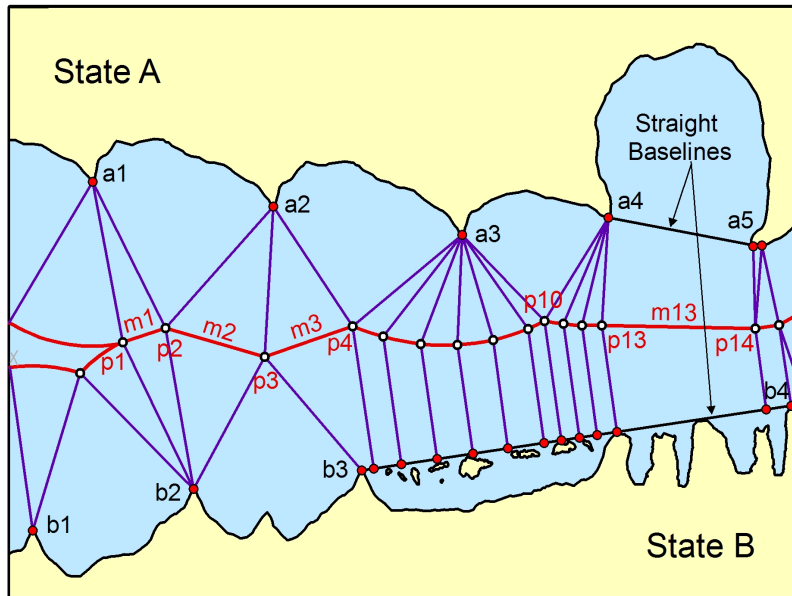 State A
Straight
Baselines
a1
a2
a3
a4
a5
m1
m2
m3
p10
m13
p1
p2
p3
p4
p13
p14
x
b1
b2
b3
b4
State B